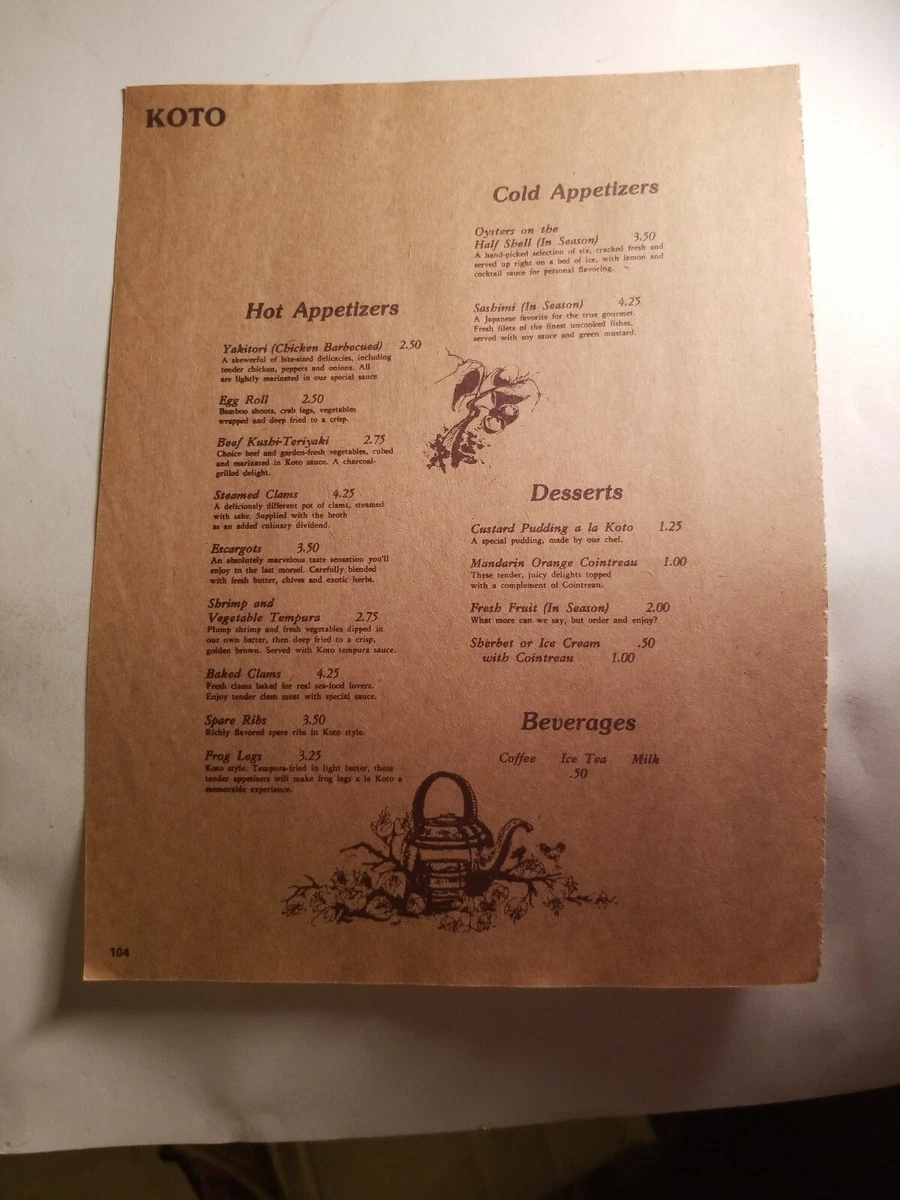 KOTO
Hot Appetizers
Yakitori (Chicken Barbecued) 2.50
A skewerful of bite-sized delicacies, including
tender chicken, peppers and onions. All
are lightly marinated in our special sauce.
Egg Roll 2.50
Bamboo shoots, crab legs, vegetables
wrapped and deep fried to a crisp.
Beef Kushi-Teriyaki 2.75
Choice beef and garden-fresh vegetables, cubed
and marinated in Koto sauce. A charcoal-
grilled delight.
Steamed Clams 4.25
A deliciously different pot of clams, steamed
with sake. Supplied with the broth
as an added culinary dividend.
Escargots 3.50
An absolutely marvelous taste sensation you'll
enjoy to the last morsel. Carefully blended
with fresh butter, chives and exotic herbs.
Shrimp and
Vegetable Tempura 2.75
Plump shrimp and fresh vegetables dipped in
our own batter, then deep fried to a crisp,
golden brown. Served with Koto tempura sauce.
Baked Clams 4.25
Fresh clams baked for real sea-food lovers.
Enjoy tender clam meat with special sauce.
Spare Ribs 3.50
Richly flavored spare ribs in Koto style.
Frog Legs 3.25
Koto style. Tempura-fried in light batter, these
tender appetizers will make frog legs a la Koto a
memorable experience.
Cold Appetizers
Oysters on the
Half Shell (In Season) 3.50
A hand-picked selection of six, cracked fresh and
served up right on a bed of ice, with lemon and
cocktail sauce for personal flavoring.
Sashimi (In Season) 4.25
A Japanese favorite for the true gourmet.
Fresh filets of the finest uncooked fishes,
served with soy sauce and green mustard.
Desserts
Custard Pudding a la Koto 1.25
A special pudding, made by our chef.
Mandarin Orange Cointreau 1.00
These tender, juicy delights topped
with a complement of Cointreau.
Fresh Fruit (In Season) 2.00
What more can we say, but order and enjoy?
Sherbet or Ice Cream .50
with Cointreau 1.00
Beverages
Coffee Ice Tea Milk
.50
104